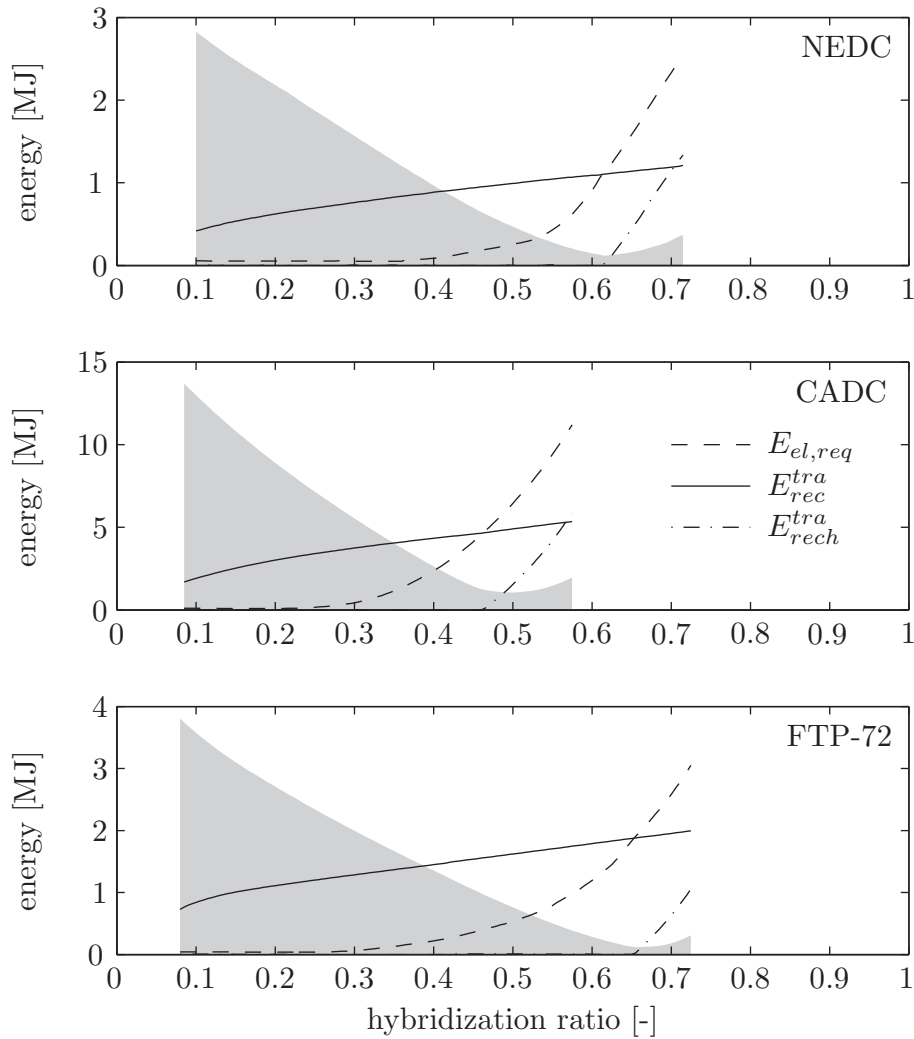 NEDC
3
2
1
0
energy [MJ]
0 0.1 0.2 0.3 0.4 0.5 0.6 0.7 0.8 0.9 1
CADC
15
10
5
0
energy [MJ]
E_{el,req}
E_{rec}^{tra}
E_{rech}^{tra}
0 0.1 0.2 0.3 0.4 0.5 0.6 0.7 0.8 0.9 1
FTP-72
4
3
2
1
0
energy [MJ]
0 0.1 0.2 0.3 0.4 0.5 0.6 0.7 0.8 0.9 1
hybridization ratio [-]